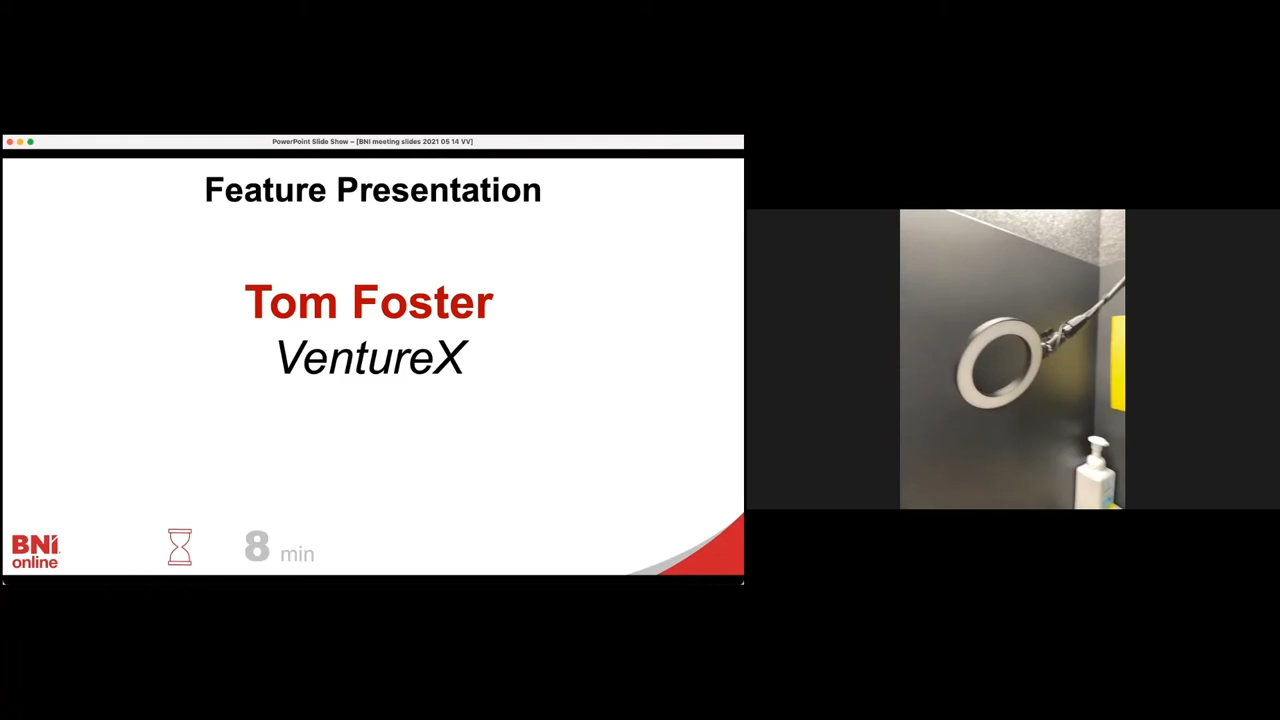 PowerPoint Slide Show – [BNI meeting slides 2021 05 14 VV]
Feature Presentation
Tom Foster
VentureX
8 min
BNI
online